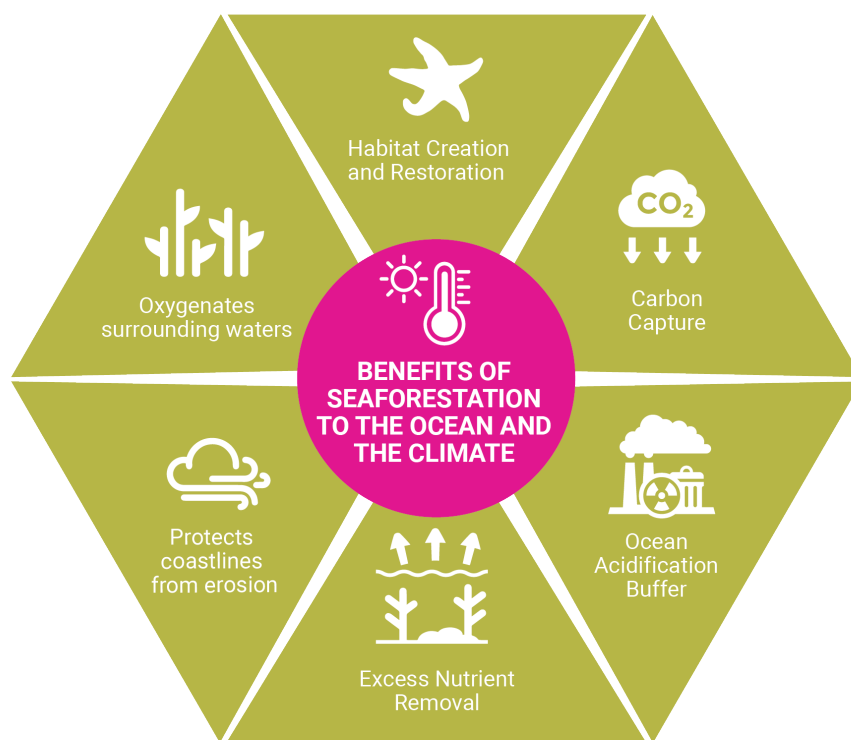 Habitat Creation
and Restoration
CO₂
Carbon
Capture
Ocean
Acidification
Buffer
Excess Nutrient
Removal
Protects
coastlines
from erosion
Oxygenates
surrounding waters
BENEFITS OF
SEAFORESTATION
TO THE OCEAN AND
THE CLIMATE